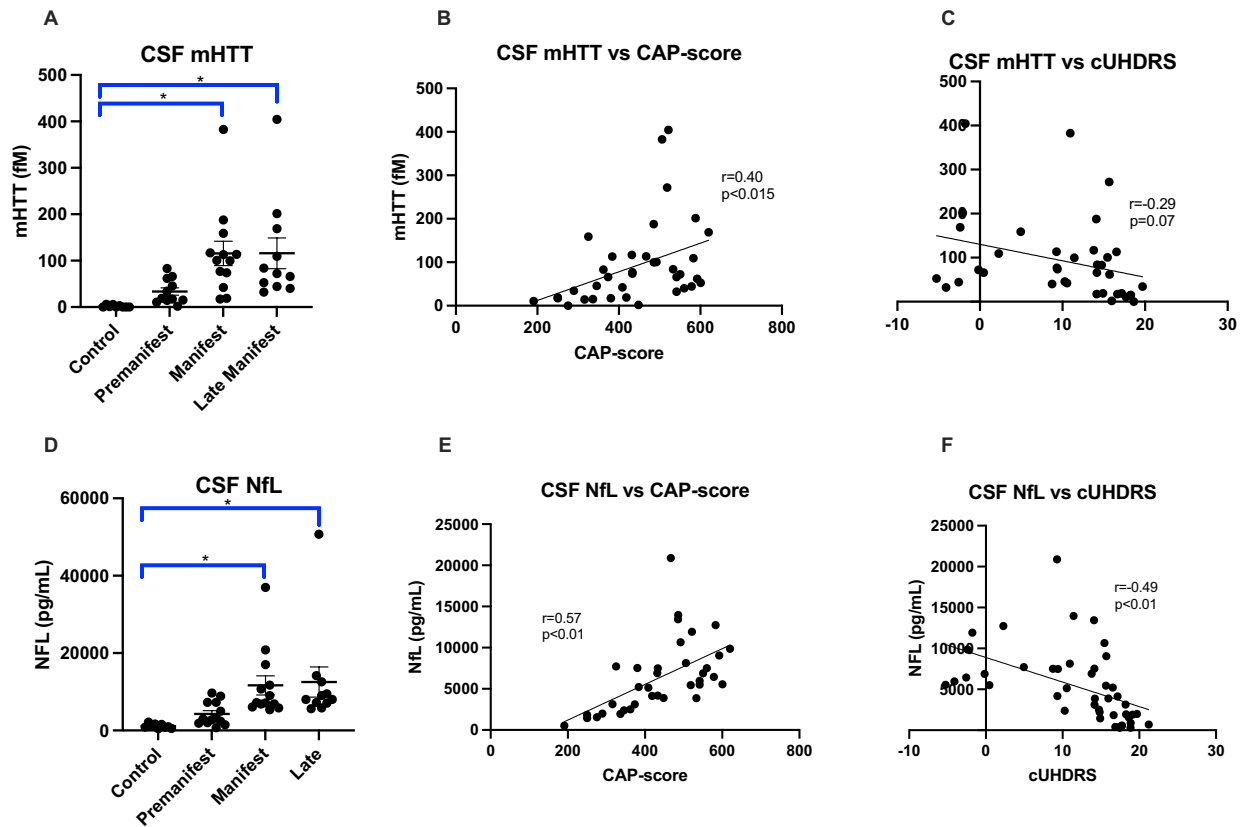 A
CSF mHTT
mHTT (fM)
500
400
300
200
100
0
*
*
Control
Premanifest
Manifest
Late Manifest
B
CSF mHTT vs CAP-score
mHTT (fM)
500
400
300
200
100
0
r=0.40
p<0.015
0
200
400
600
800
CAP-score
C
CSF mHTT vs cUHDRS
500
400
300
200
100
r=-0.29
p=0.07
-10
0
10
20
30
D
CSF NfL
NFL (pg/mL)
60000
40000
20000
0
*
*
Control
Premanifest
Manifest
Late
E
CSF NfL vs CAP-score
NfL (pg/mL)
25000
20000
15000
10000
5000
0
r=0.57
p<0.01
0
200
400
600
800
CAP-score
F
CSF NfL vs cUHDRS
NFL (pg/mL)
25000
20000
15000
10000
5000
r=-0.49
p<0.01
-10
0
10
20
30
cUHDRS